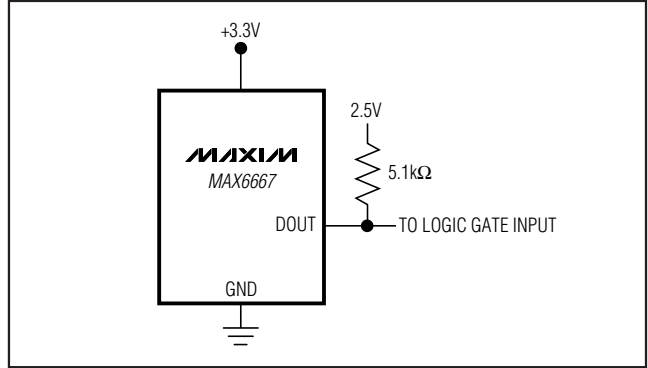 +3.3V
2.5V
MAXIM
MAX6667
5.1kΩ
DOUT
TO LOGIC GATE INPUT
GND